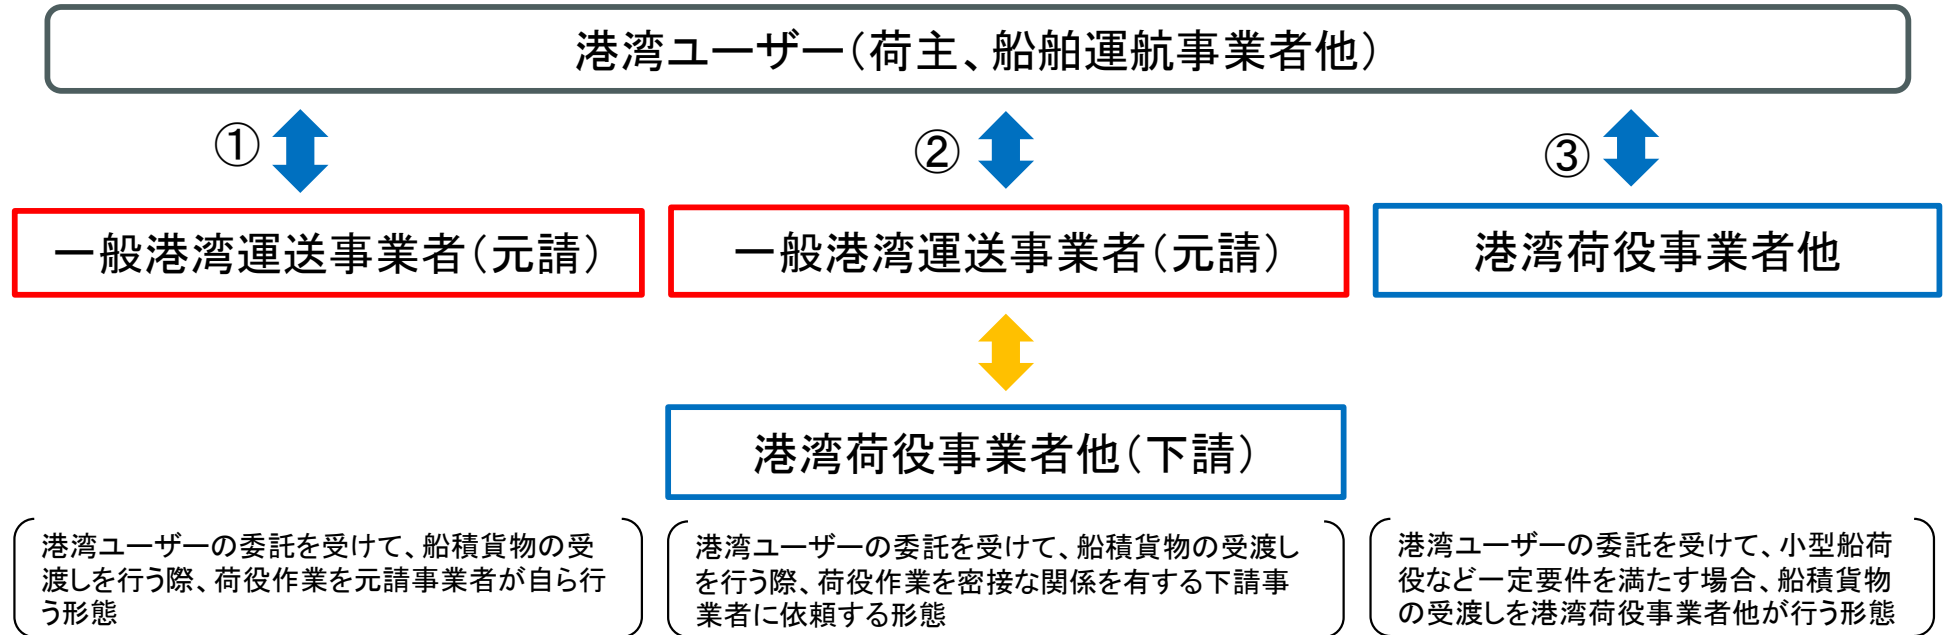 港湾ユーザー（荷主、船舶運航事業者他）
①
②
③
一般港湾運送事業者（元請）
一般港湾運送事業者（元請）
港湾荷役事業者他
港湾荷役事業者他（下請）
港湾ユーザーの委託を受けて、船積貨物の受
渡しを行う際、荷役作業を元請事業者が自ら行
う形態
港湾ユーザーの委託を受けて、船積貨物の受渡し
を行う際、荷役作業を密接な関係を有する下請事
業者に依頼する形態
港湾ユーザーの委託を受けて、小型船荷
役など一定要件を満たす場合、船積貨物
の受渡しを港湾荷役事業者他が行う形態